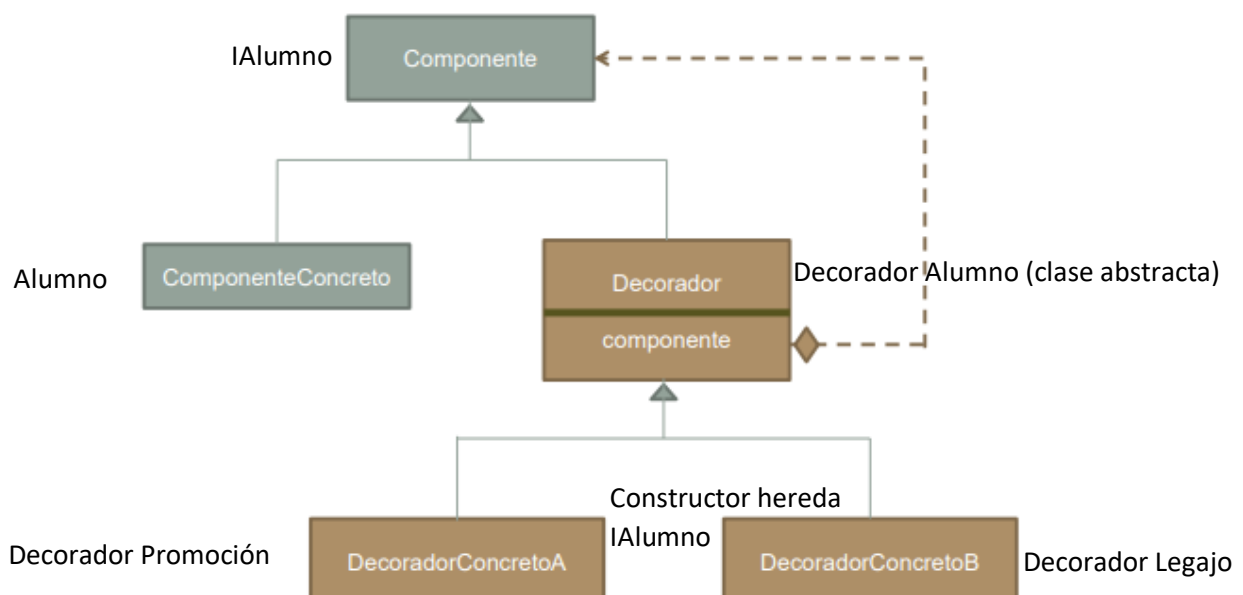 IAlumno
Componente
Alumno
ComponenteConcreto
Decorador
Decorador Alumno (clase abstracta)
componente
Constructor hereda
IAlumno
Decorador Promoción
DecoradorConcretoA
DecoradorConcretoB
Decorador Legajo